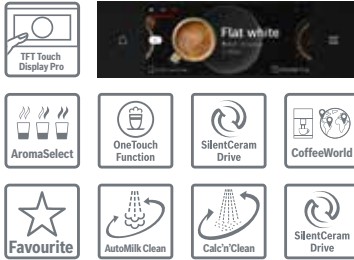 TFT Touch
Display Pro
Flat white
AromaSelect
OneTouch
Function
SilentCeram
Drive
CoffeeWorld
Favourite
AutoMilk Clean
Calc'n'Clean
SilentCeram
Drive